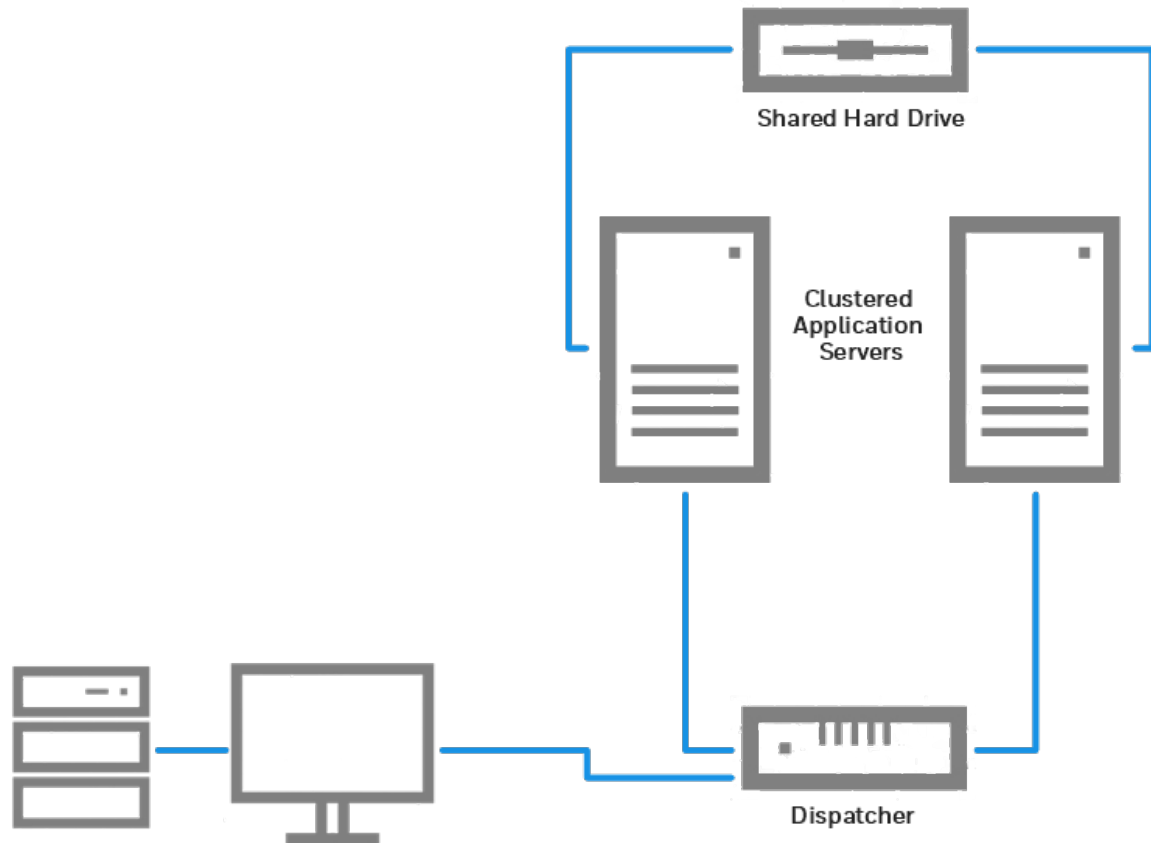 Shared Hard Drive
Clustered
Application
Servers
Dispatcher